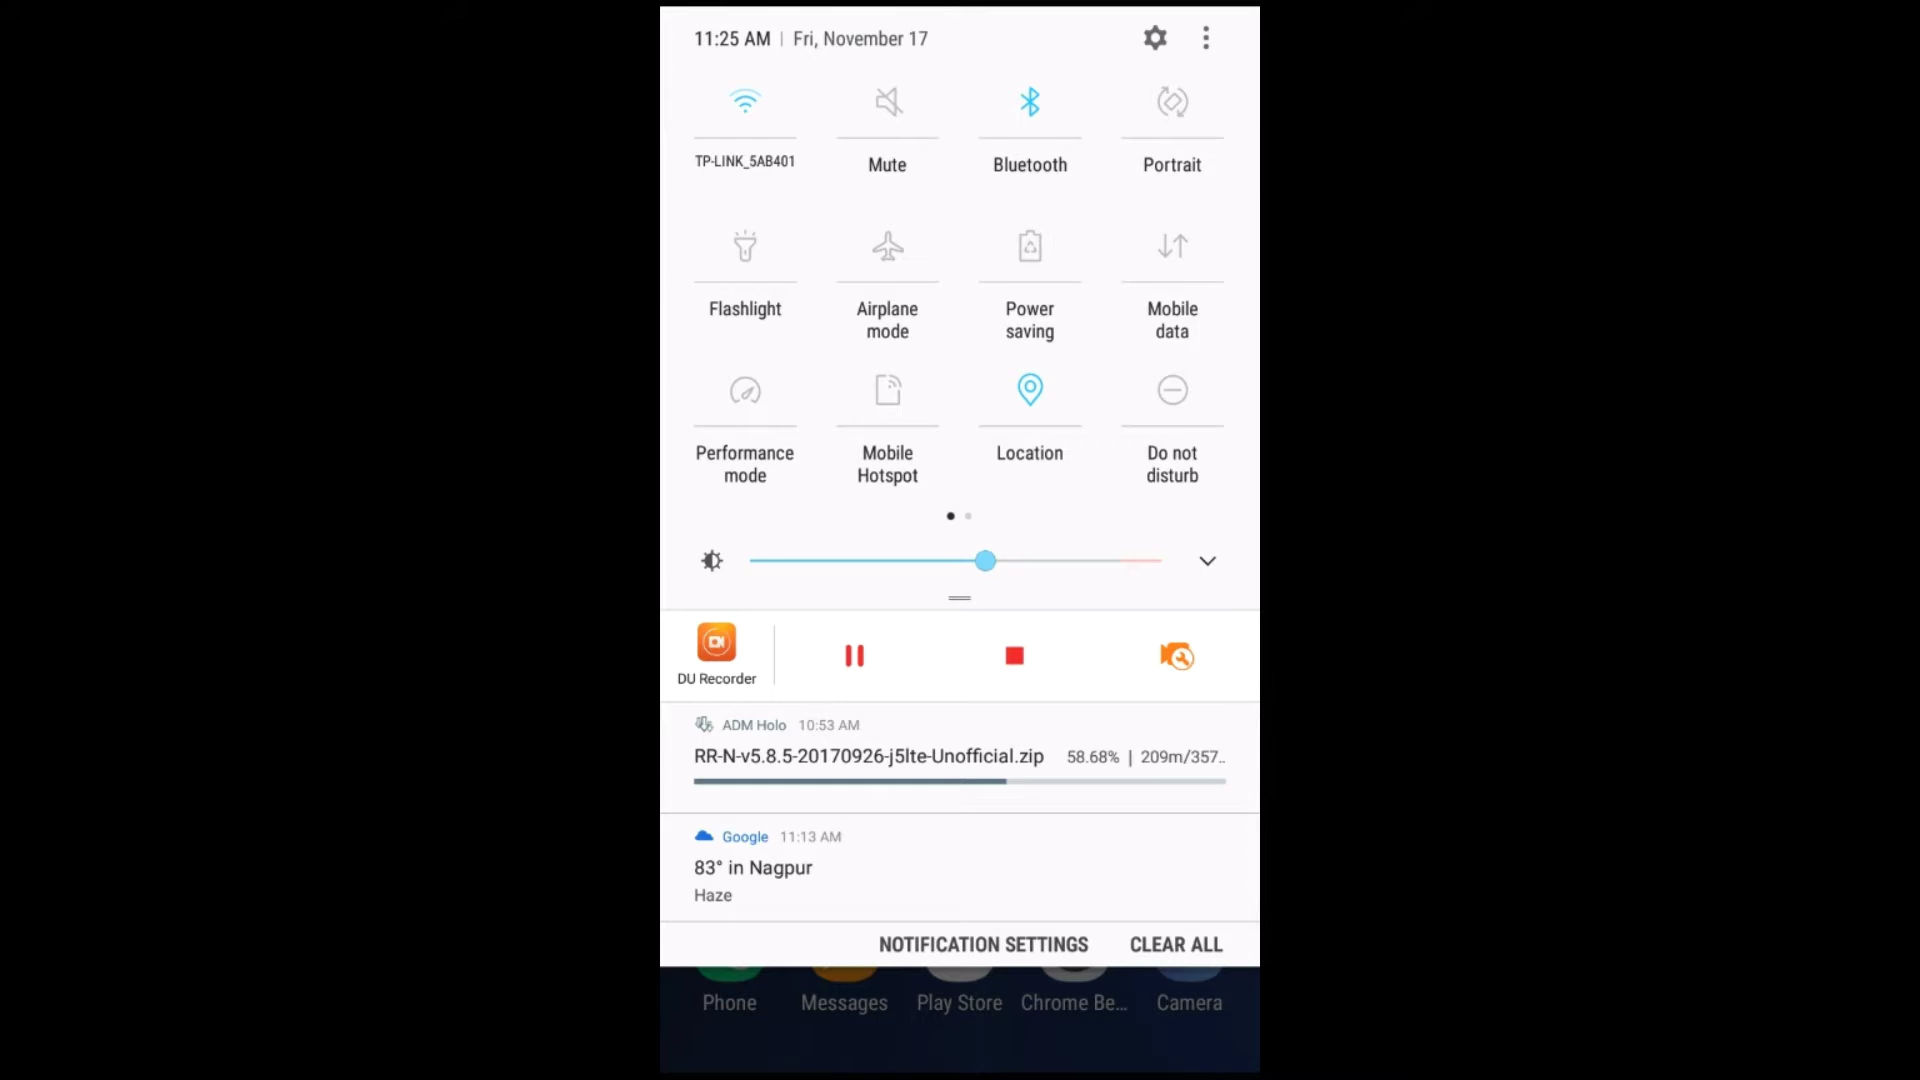 11:25 AM | Fri, November 17
TP-LINK_5AB401
Mute
Bluetooth
Portrait
Flashlight
Airplane
mode
Power
saving
Mobile
data
Performance
mode
Mobile
Hotspot
Location
Do not
disturb
DU Recorder
ADM Holo 10:53 AM
RR-N-v5.8.5-20170926-j5lte-Unofficial.zip 58.68% | 209m/357..
Google 11:13 AM
83° in Nagpur
Haze
NOTIFICATION SETTINGS CLEAR ALL
Phone Messages Play Store Chrome Be... Camera